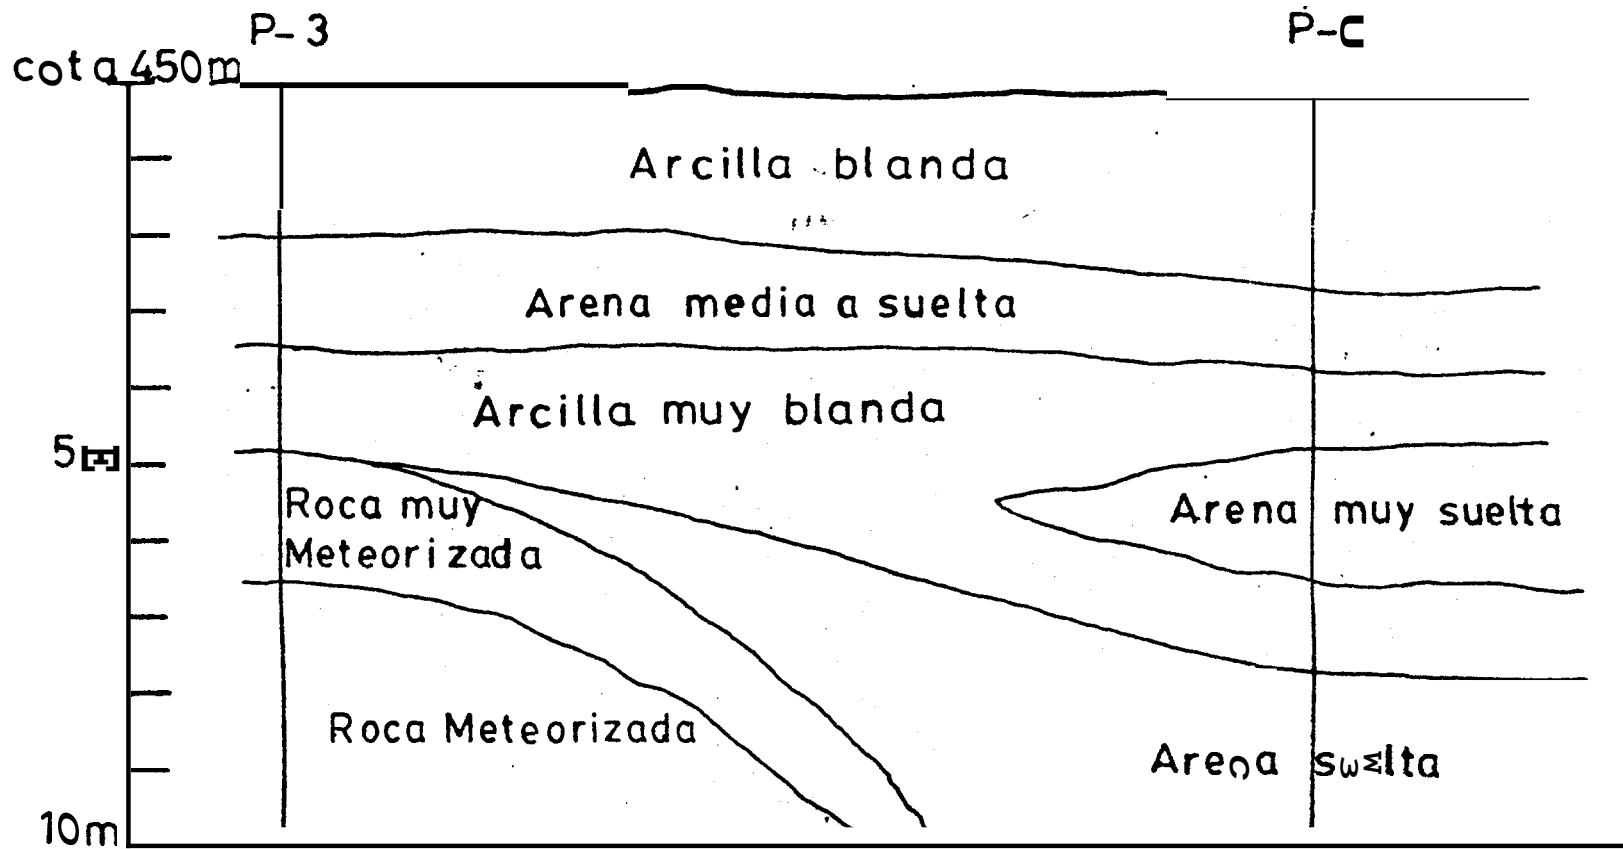 P-3
P-C
cota 450m
Arcilla blanda
Arena media a suelta
Arcilla muy blanda
5
Roca muy
Meteorizada
Arena muy suelta
Roca Meteorizada
Arena suelta
10m